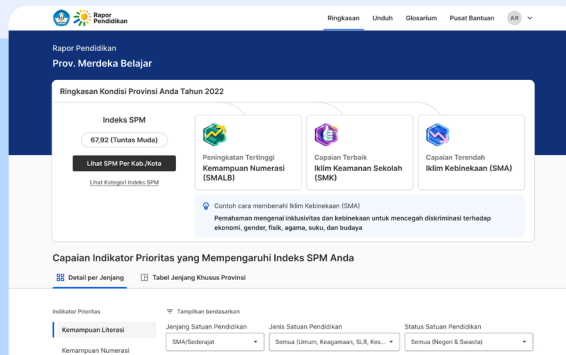 Rapor
Pendidikan
Ringkasan Unduh Glosarium Pusat Bantuan AR
Rapor Pendidikan
Prov. Merdeka Belajar
Ringkasan Kondisi Provinsi Anda Tahun 2022
Indeks SPM
67,92 (Tuntas Muda)
Lihat SPM Per Kab./Kota
Lihat Kategori Indeks SPM
Peningkatan Tertinggi
Kemampuan Numerasi
(SMALB)
Capaian Terbaik
Iklim Keamanan Sekolah
(SMK)
Capaian Terendah
Iklim Kebinekaan (SMA)
Contoh cara membenahi Iklim Kebinekaan (SMA)
Pemahaman mengenai inklusivitas dan kebinekaan untuk mencegah diskriminasi terhadap
ekonomi, gender, fisik, agama, suku, dan budaya
Capaian Indikator Prioritas yang Mempengaruhi Indeks SPM Anda
Detail per Jenjang Tabel Jenjang Khusus Provinsi
Indikator Prioritas
Kemampuan Literasi
Kemampuan Numerasi
Tampilkan berdasarkan
Jenjang Satuan Pendidikan
SMA/Sederajat
Jenis Satuan Pendidikan
Semua (Umum, Keagamaan, SLB, Kes...
Status Satuan Pendidikan
Semua (Negeri & Swasta)